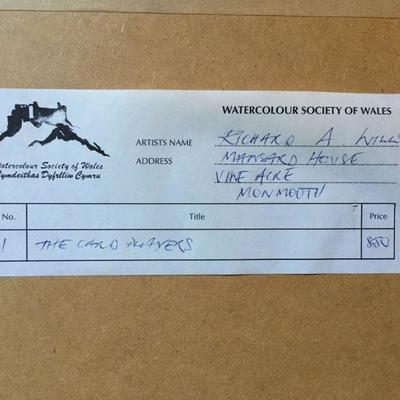 WATERCOLOUR SOCIETY OF WALES
ARTISTS NAME RICHARD A WILLI
ADDRESS MANSARD HOUSE
VINE ACRE
MONMOUTH
Watercolour Society of Wales
Cymdeithas Dyfrlliw Cymru
No. Title Price
1 THE CARD PLAYERS 850